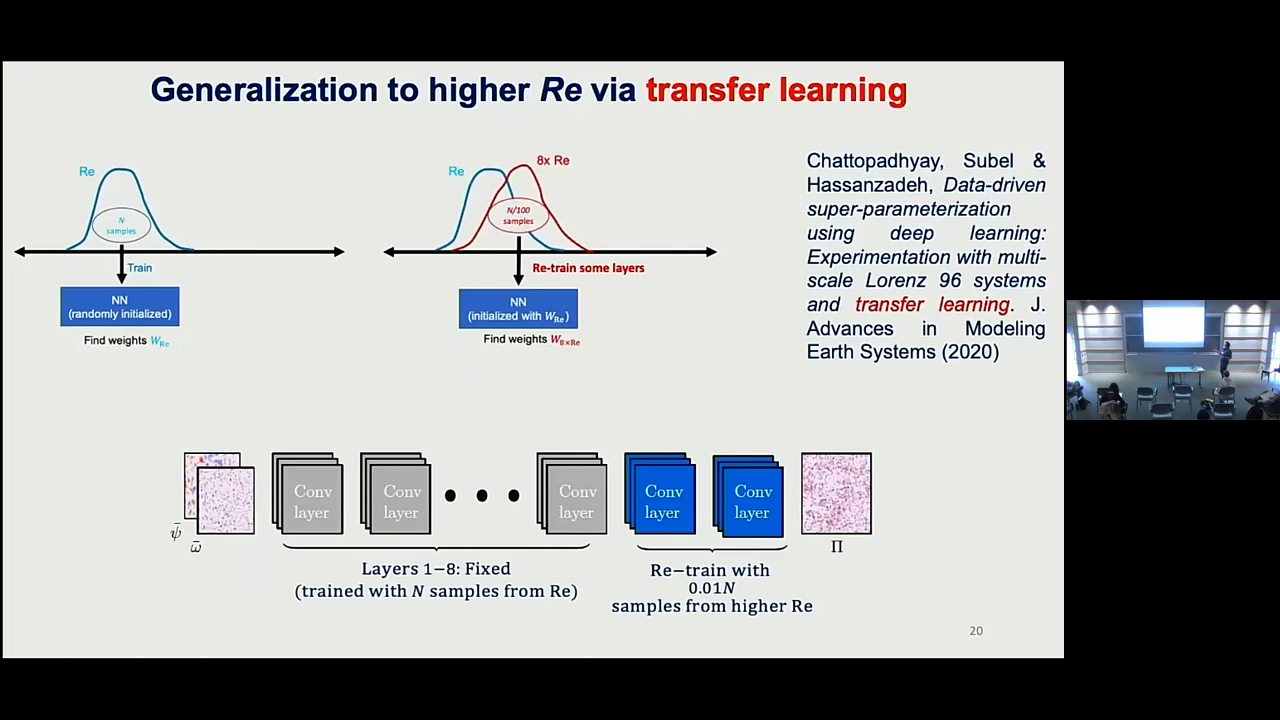 Generalization to higher Re via transfer learning
Re
N
samples
Train
NN
(randomly initialized)
Find weights W_Re
Re
8x Re
N/100
samples
Re-train some layers
NN
(initialized with W_Re)
Find weights W_8×Re
Chattopadhyay, Subel &
Hassanzadeh, Data-driven
super-parameterization
using deep learning:
Experimentation with multi-
scale Lorenz 96 systems
and transfer learning. J.
Advances in Modeling
Earth Systems (2020)
ψ̄
ω̄
Conv
layer
Conv
layer
Conv
layer
Conv
layer
Conv
layer
Π
Layers 1−8: Fixed
(trained with N samples from Re)
Re−train with
0.01N
samples from higher Re
20